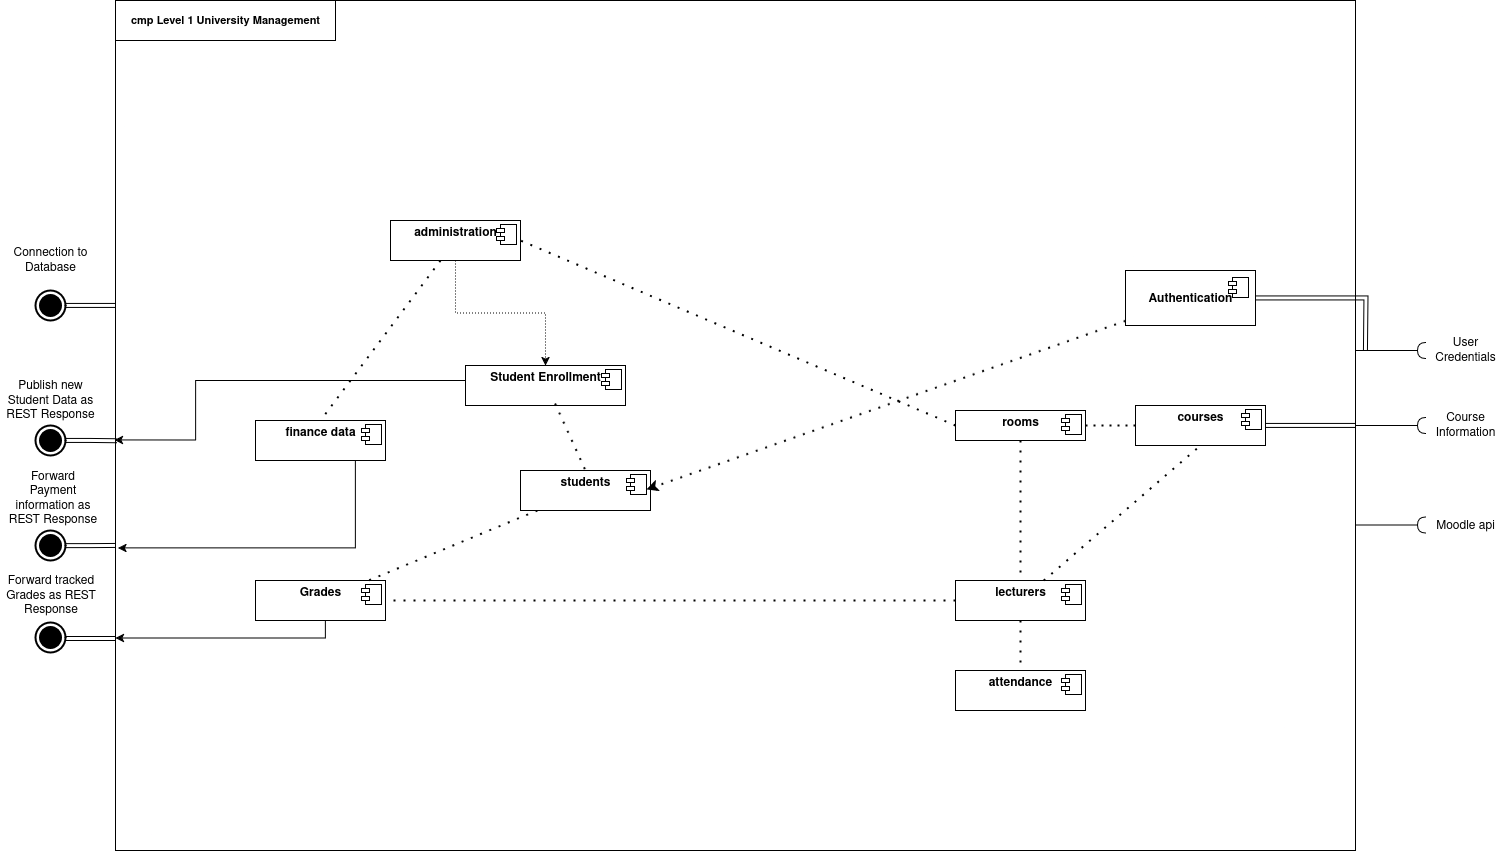 cmp Level 1 University Management
Connection to
Database
Publish new
Student Data as
REST Response
Forward
Payment
information as
REST Response
Forward tracked
Grades as REST
Response
administration
Student Enrollment
finance data
students
Grades
Authentication
rooms
courses
lecturers
attendance
User
Credentials
Course
Information
Moodle api